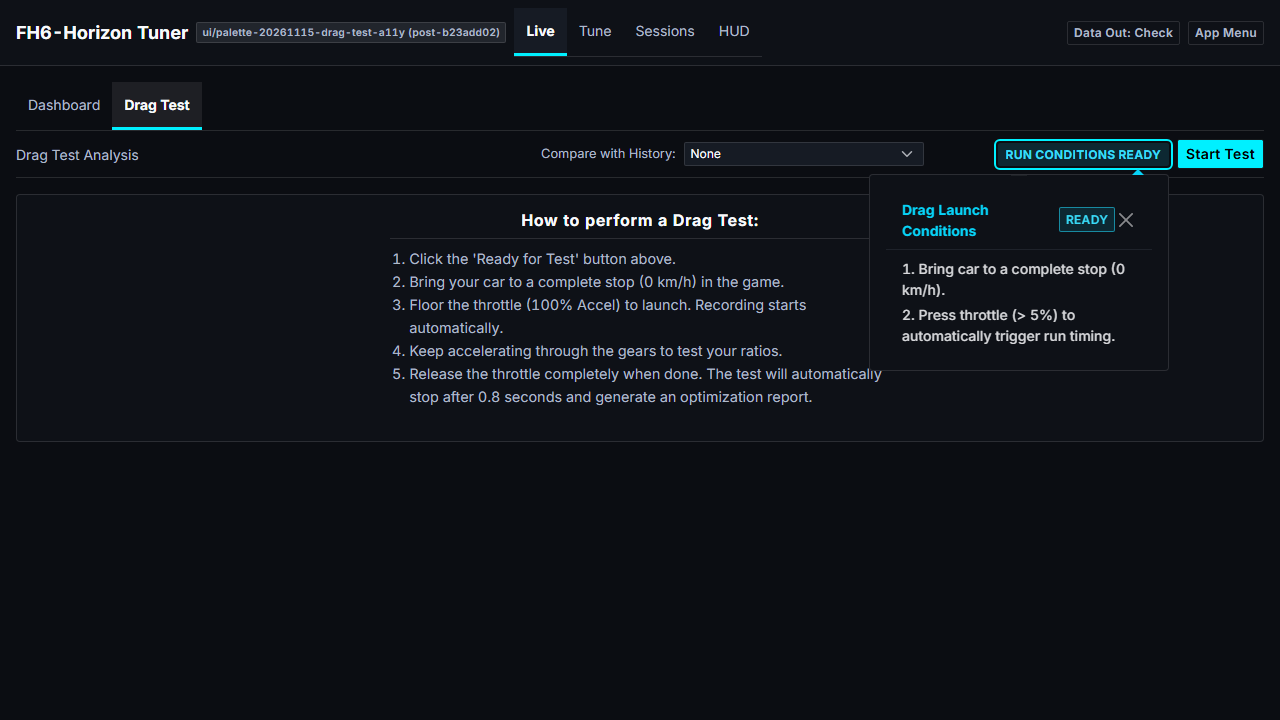 FH6-Horizon Tuner
ui/palette-20261115-drag-test-a11y (post-b23add02)
Live
Tune
Sessions
HUD
Data Out: Check
App Menu
Dashboard
Drag Test
Drag Test Analysis
Compare with History:
None
RUN CONDITIONS READY
Start Test
How to perform a Drag Test:
1. Click the 'Ready for Test' button above.
2. Bring your car to a complete stop (0 km/h) in the game.
3. Floor the throttle (100% Accel) to launch. Recording starts
automatically.
4. Keep accelerating through the gears to test your ratios.
5. Release the throttle completely when done. The test will automatically
stop after 0.8 seconds and generate an optimization report.
Drag Launch
Conditions
READY
1. Bring car to a complete stop (0
km/h).
2. Press throttle (> 5%) to
automatically trigger run timing.